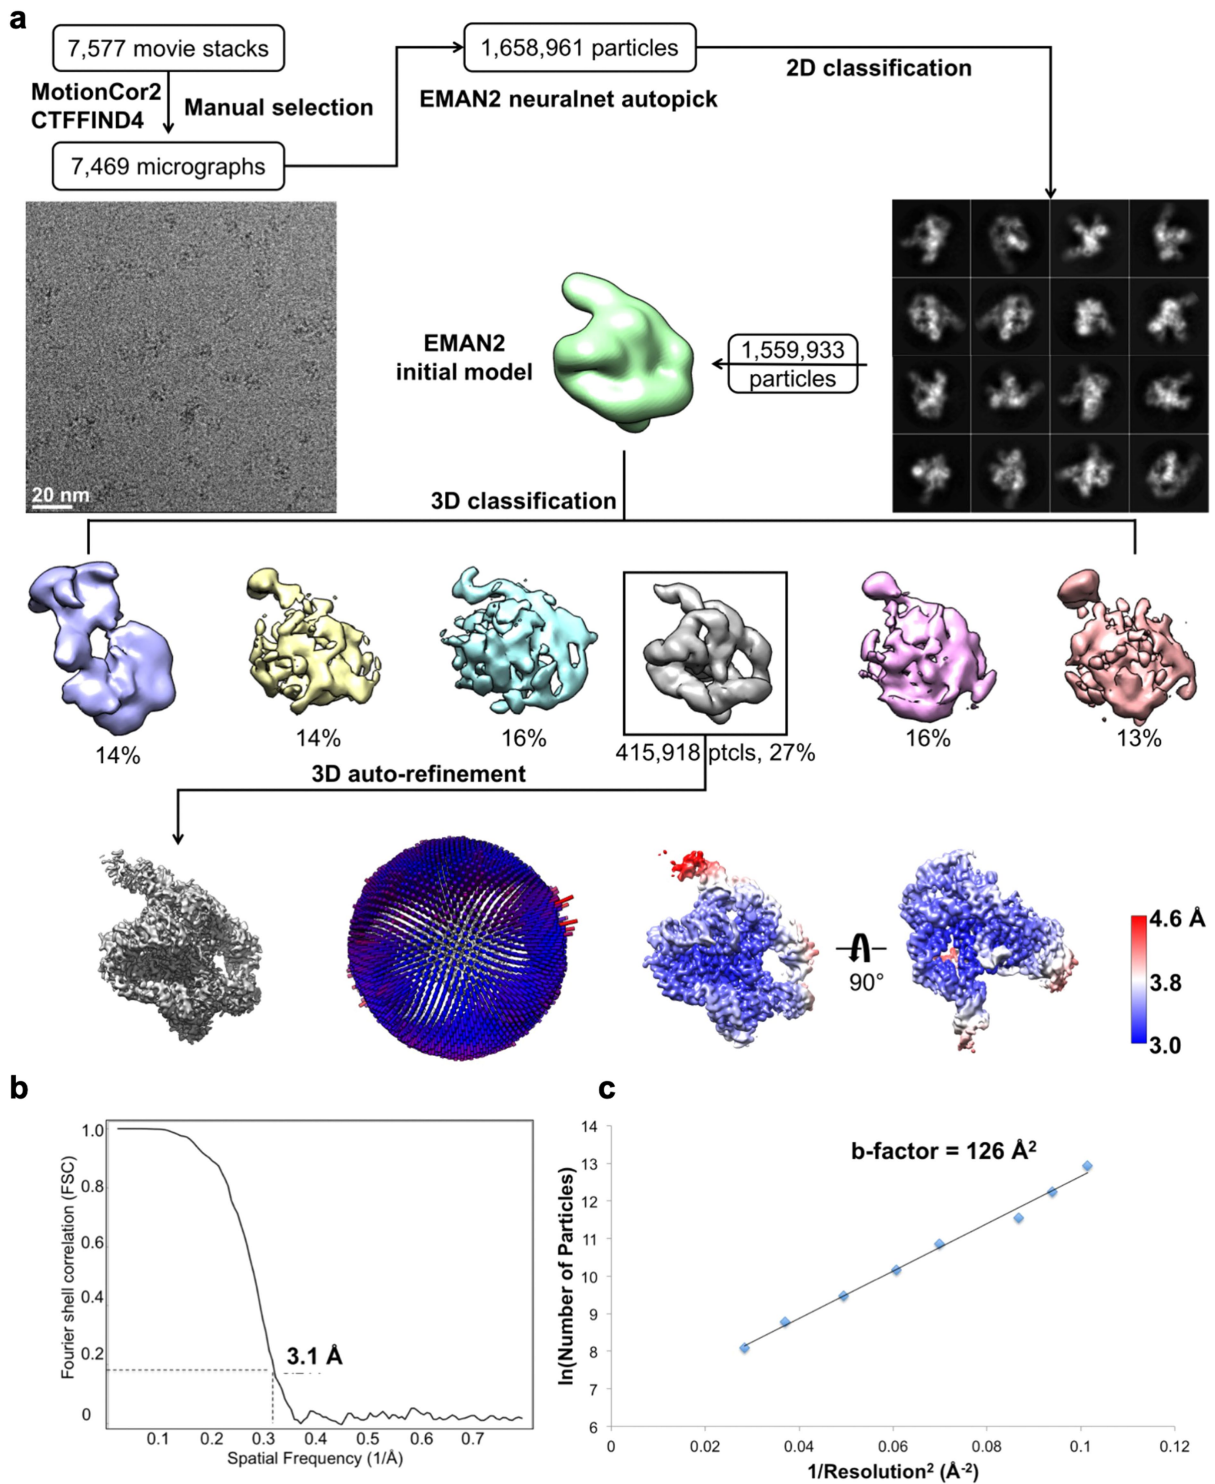 a
7,577 movie stacks
1,658,961 particles
2D classification
MotionCor2
CTFFIND4
Manual selection
EMAN2 neuralnet autopick
7,469 micrographs
EMAN2
initial model
1,559,933
particles
20 nm
3D classification
14%
14%
16%
415,918 ptcls, 27%
16%
13%
3D auto-refinement
90°
4.6 Å
3.8
3.0
b
Fourier shell correlation (FSC)
1.0
0.8
0.6
0.4
0.2
0
3.1 Å
0.1 0.2 0.3 0.4 0.5 0.6 0.7
Spatial Frequency (1/Å)
c
ln(Number of Particles)
14
13
12
11
10
9
8
7
6
b-factor = 126 Å²
0 0.02 0.04 0.06 0.08 0.1 0.12
1/Resolution² (Å⁻²)